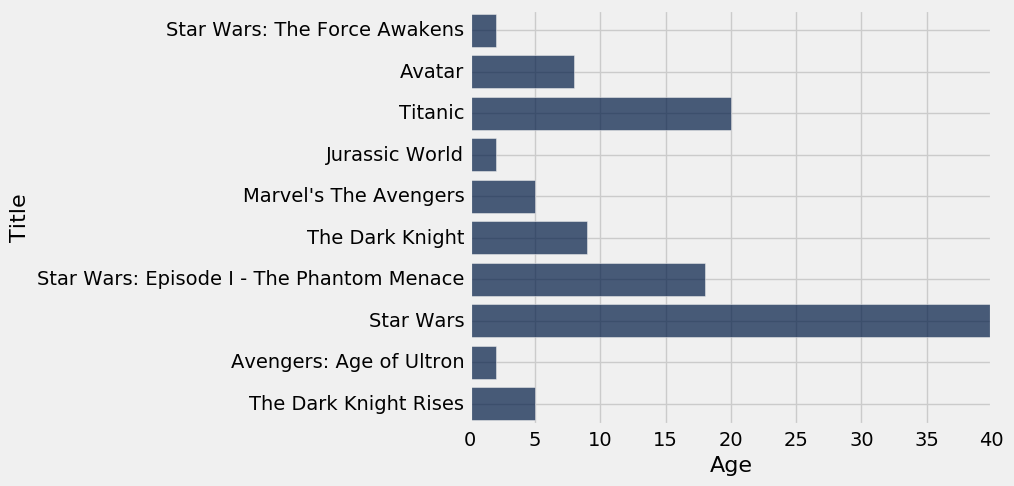 Star Wars: The Force Awakens
Avatar
Titanic
Jurassic World
Marvel's The Avengers
The Dark Knight
Star Wars: Episode I - The Phantom Menace
Star Wars
Avengers: Age of Ultron
The Dark Knight Rises
Title
0 5 10 15 20 25 30 35 40
Age